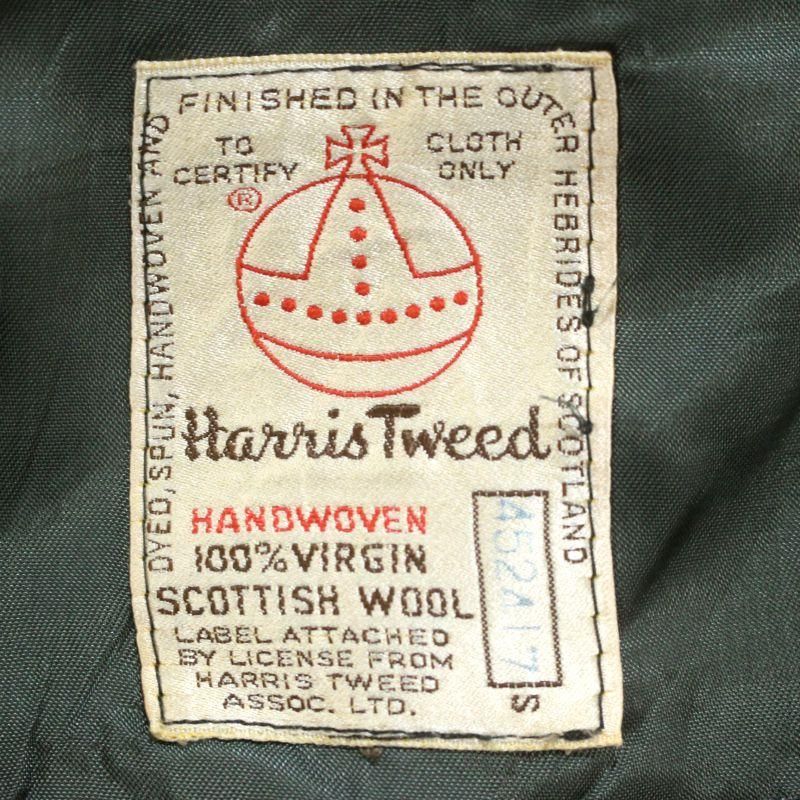 DYED, SPUN, HANDWOVEN AND FINISHED IN THE OUTER HEBRIDES OF SCOTLAND
TO CERTIFY
CLOTH ONLY
®
Harris Tweed
HANDWOVEN
100% VIRGIN
SCOTTISH WOOL
LABEL ATTACHED
BY LICENSE FROM
HARRIS TWEED
ASSOC. LTD.
452417
S